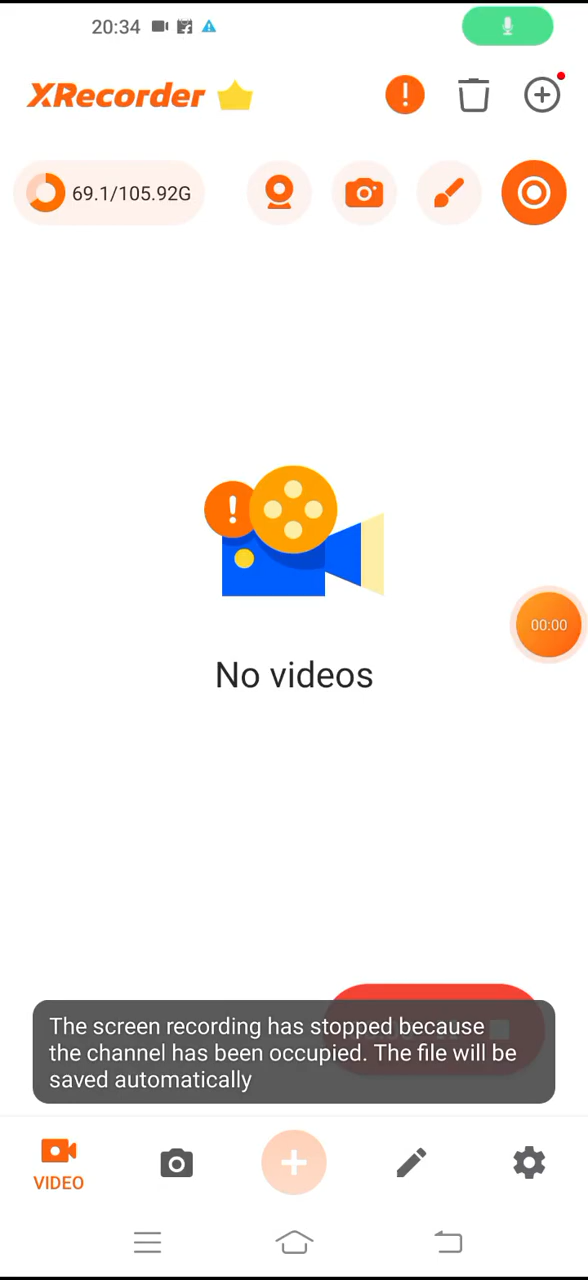 20:34
XRecorder
69.1/105.92G
No videos
00:00
The screen recording has stopped because
the channel has been occupied. The file will be
saved automatically
VIDEO